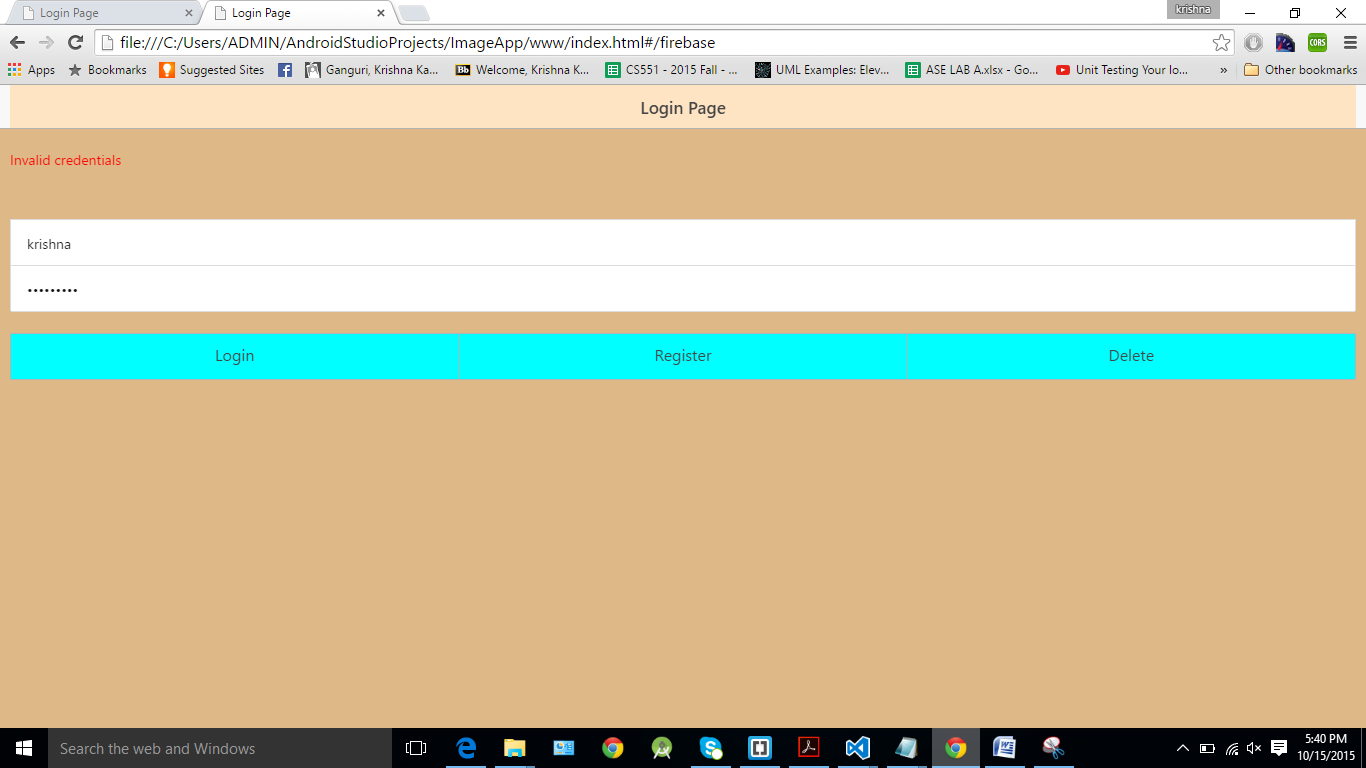 Login Page
Login Page
krishna
file:///C:/Users/ADMIN/AndroidStudioProjects/ImageApp/www/index.html#/firebase
CORS
Apps Bookmarks Suggested Sites Ganguri, Krishna Ka... Bb Welcome, Krishna K... CS551 - 2015 Fall - ... UML Examples: Elev... ASE LAB A.xlsx - Go... Unit Testing Your Io... » Other bookmarks
Login Page
Invalid credentials
krishna
•••••••••
Login Register Delete
Search the web and Windows
5:40 PM
10/15/2015